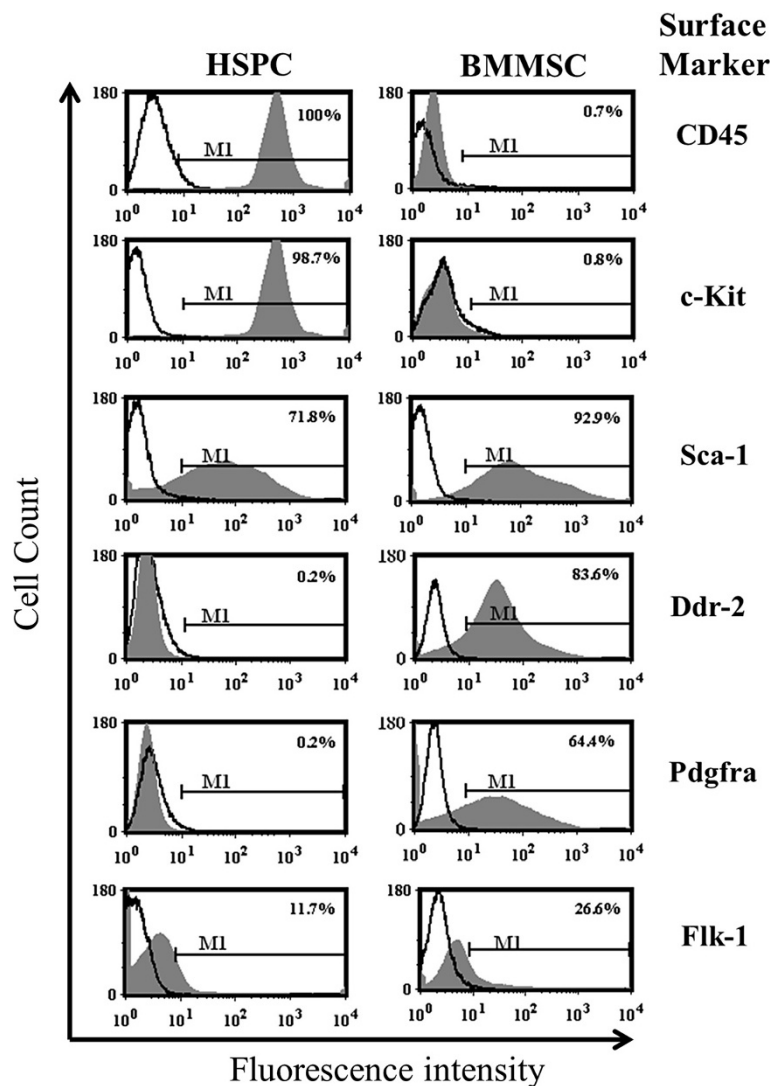 HSPC BMMSC Surface Marker
180 100% M1 0 10^0 10^1 10^2 10^3 10^4
180 0.7% M1 0 10^0 10^1 10^2 10^3 10^4 CD45
180 98.7% M1 0 10^0 10^1 10^2 10^3 10^4
180 0.8% M1 0 10^0 10^1 10^2 10^3 10^4 c-Kit
180 71.8% M1 0 10^0 10^1 10^2 10^3 10^4
180 92.9% M1 0 10^0 10^1 10^2 10^3 10^4 Sca-1
180 0.2% M1 0 10^0 10^1 10^2 10^3 10^4
180 83.6% M1 0 10^0 10^1 10^2 10^3 10^4 Ddr-2
180 0.2% M1 0 10^0 10^1 10^2 10^3 10^4
180 64.4% M1 0 10^0 10^1 10^2 10^3 10^4 Pdgfra
180 11.7% M1 0 10^0 10^1 10^2 10^3 10^4
180 26.6% M1 0 10^0 10^1 10^2 10^3 10^4 Flk-1
Cell Count
Fluorescence intensity